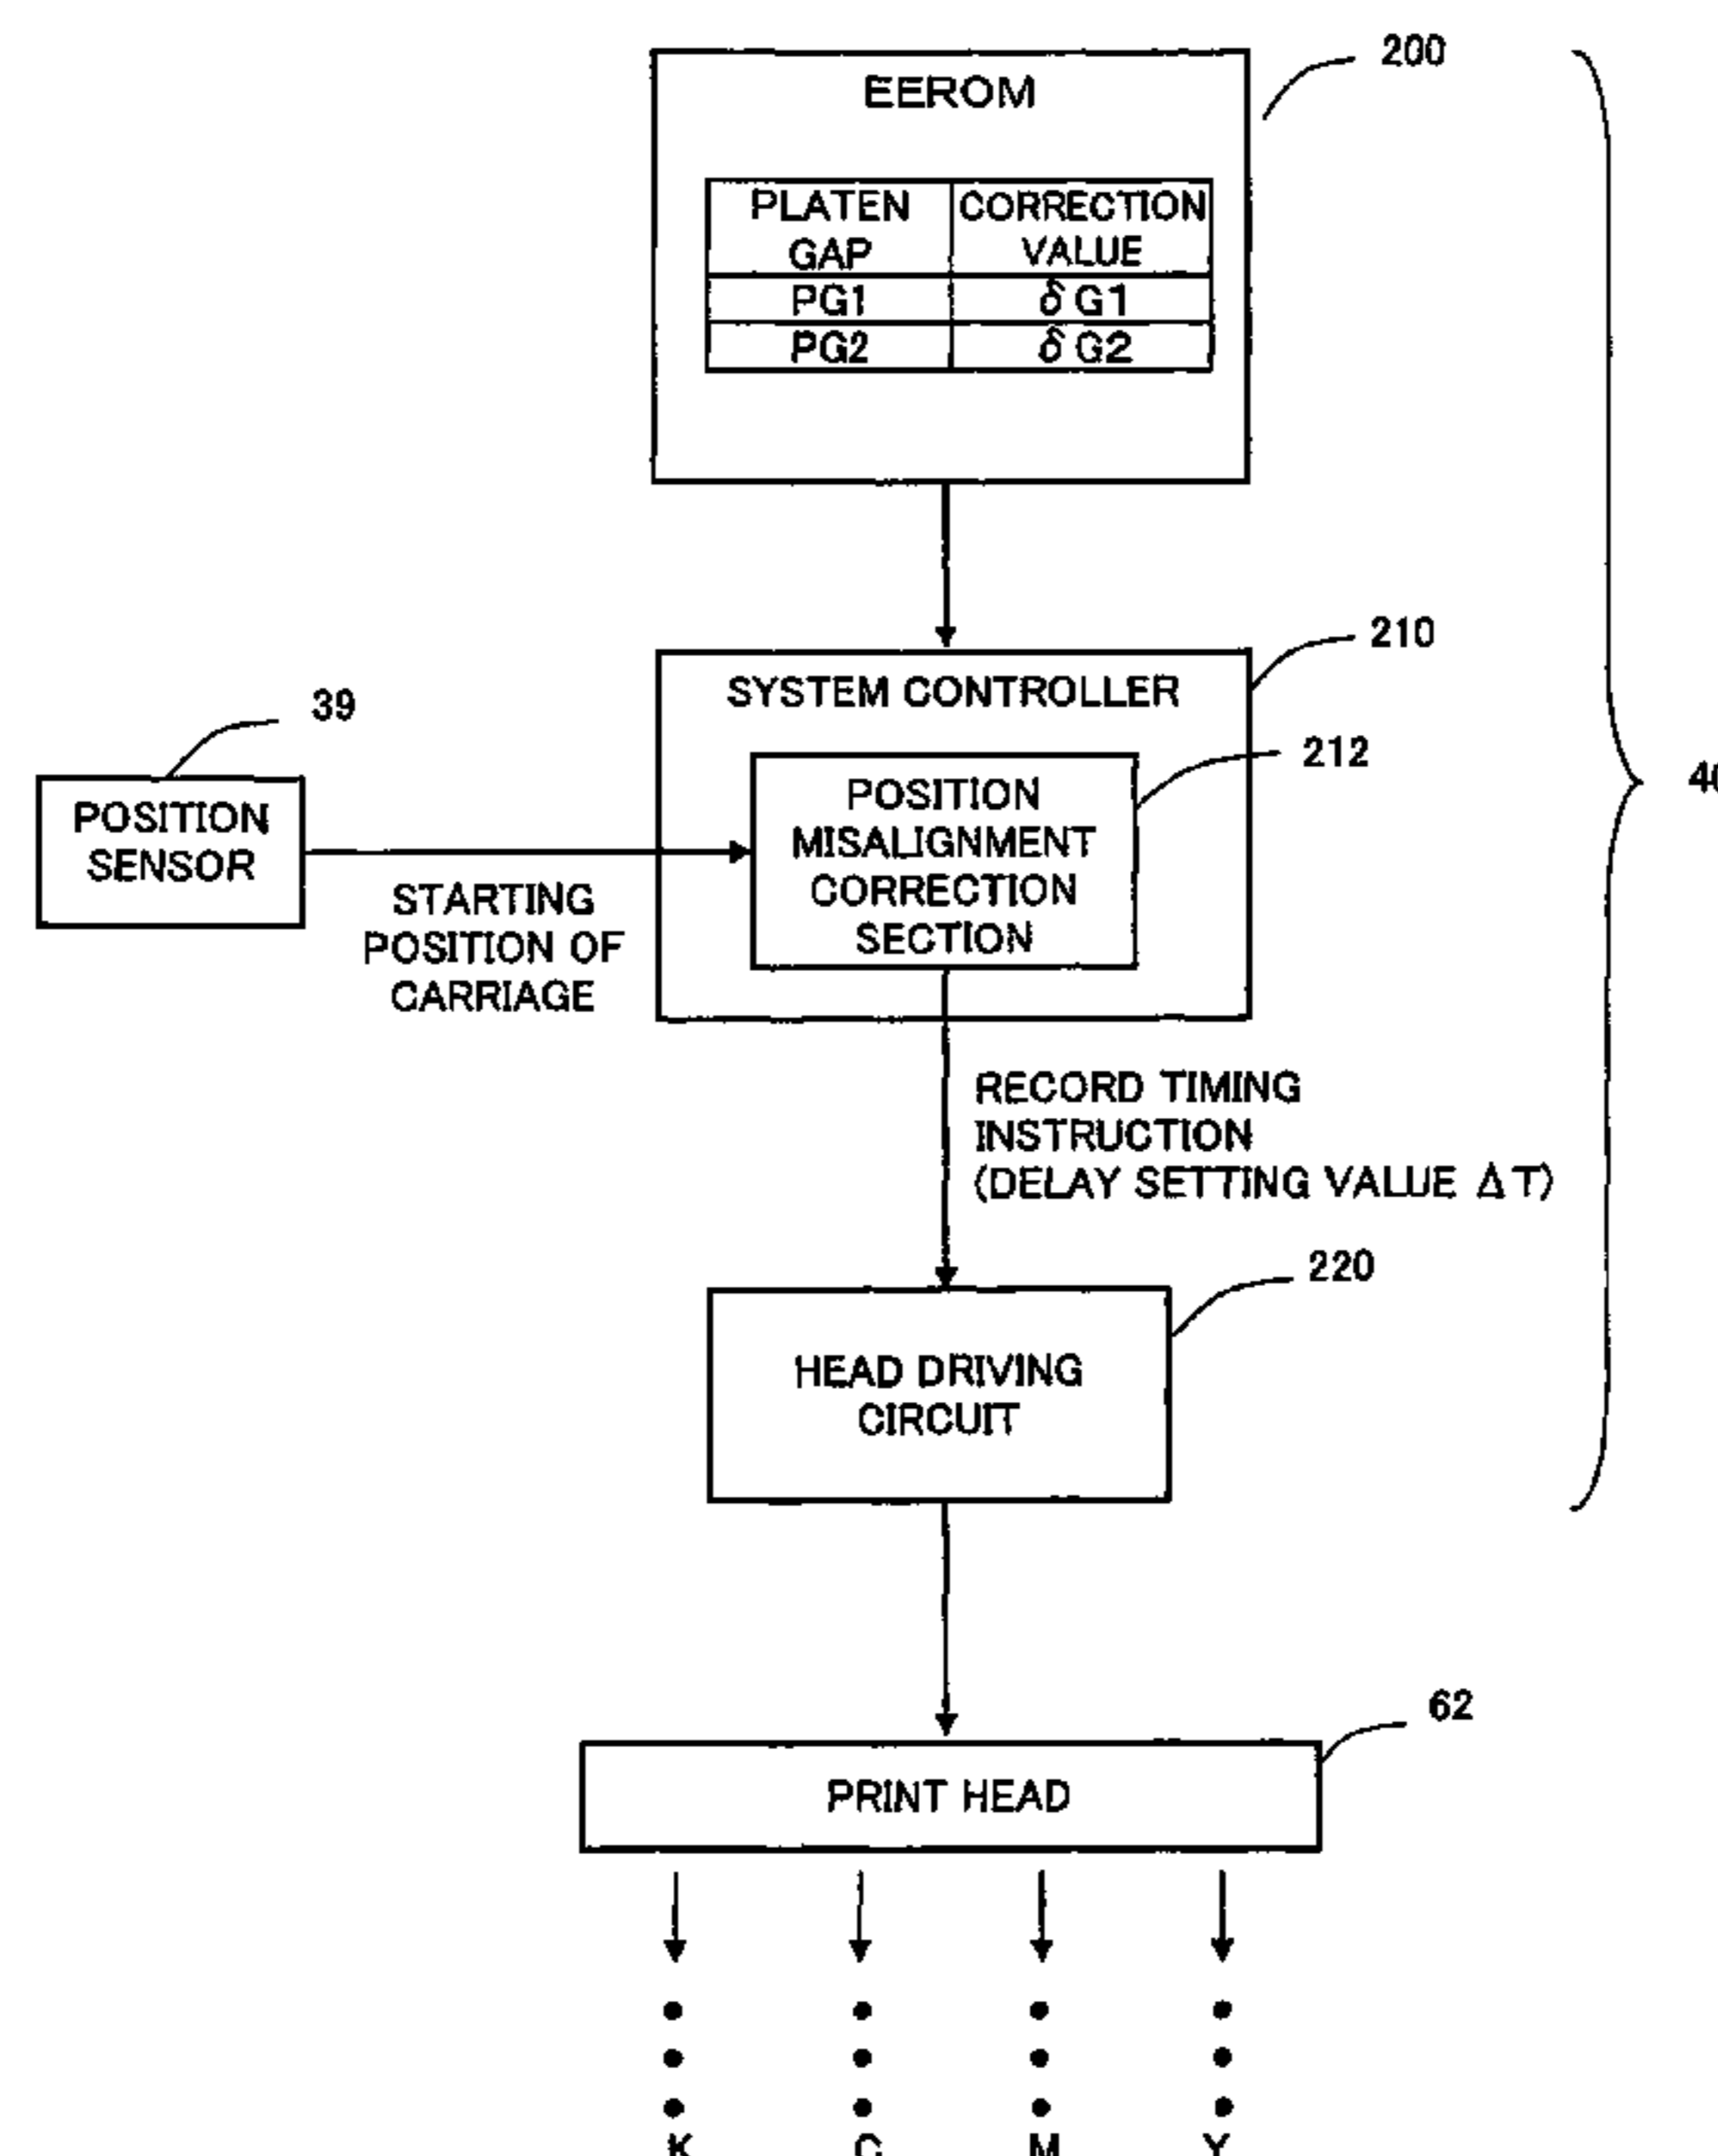 200
EEROM
PLATEN GAP
CORRECTION VALUE
PG1 δG1
PG2 δG2
210
SYSTEM CONTROLLER
39
212
POSITION
SENSOR
POSITION
MISALIGNMENT
CORRECTION
SECTION
40
STARTING
POSITION OF
CARRIAGE
RECORD TIMING
INSTRUCTION
(DELAY SETTING VALUE ΔT)
220
HEAD DRIVING
CIRCUIT
62
PRINT HEAD
K C M Y